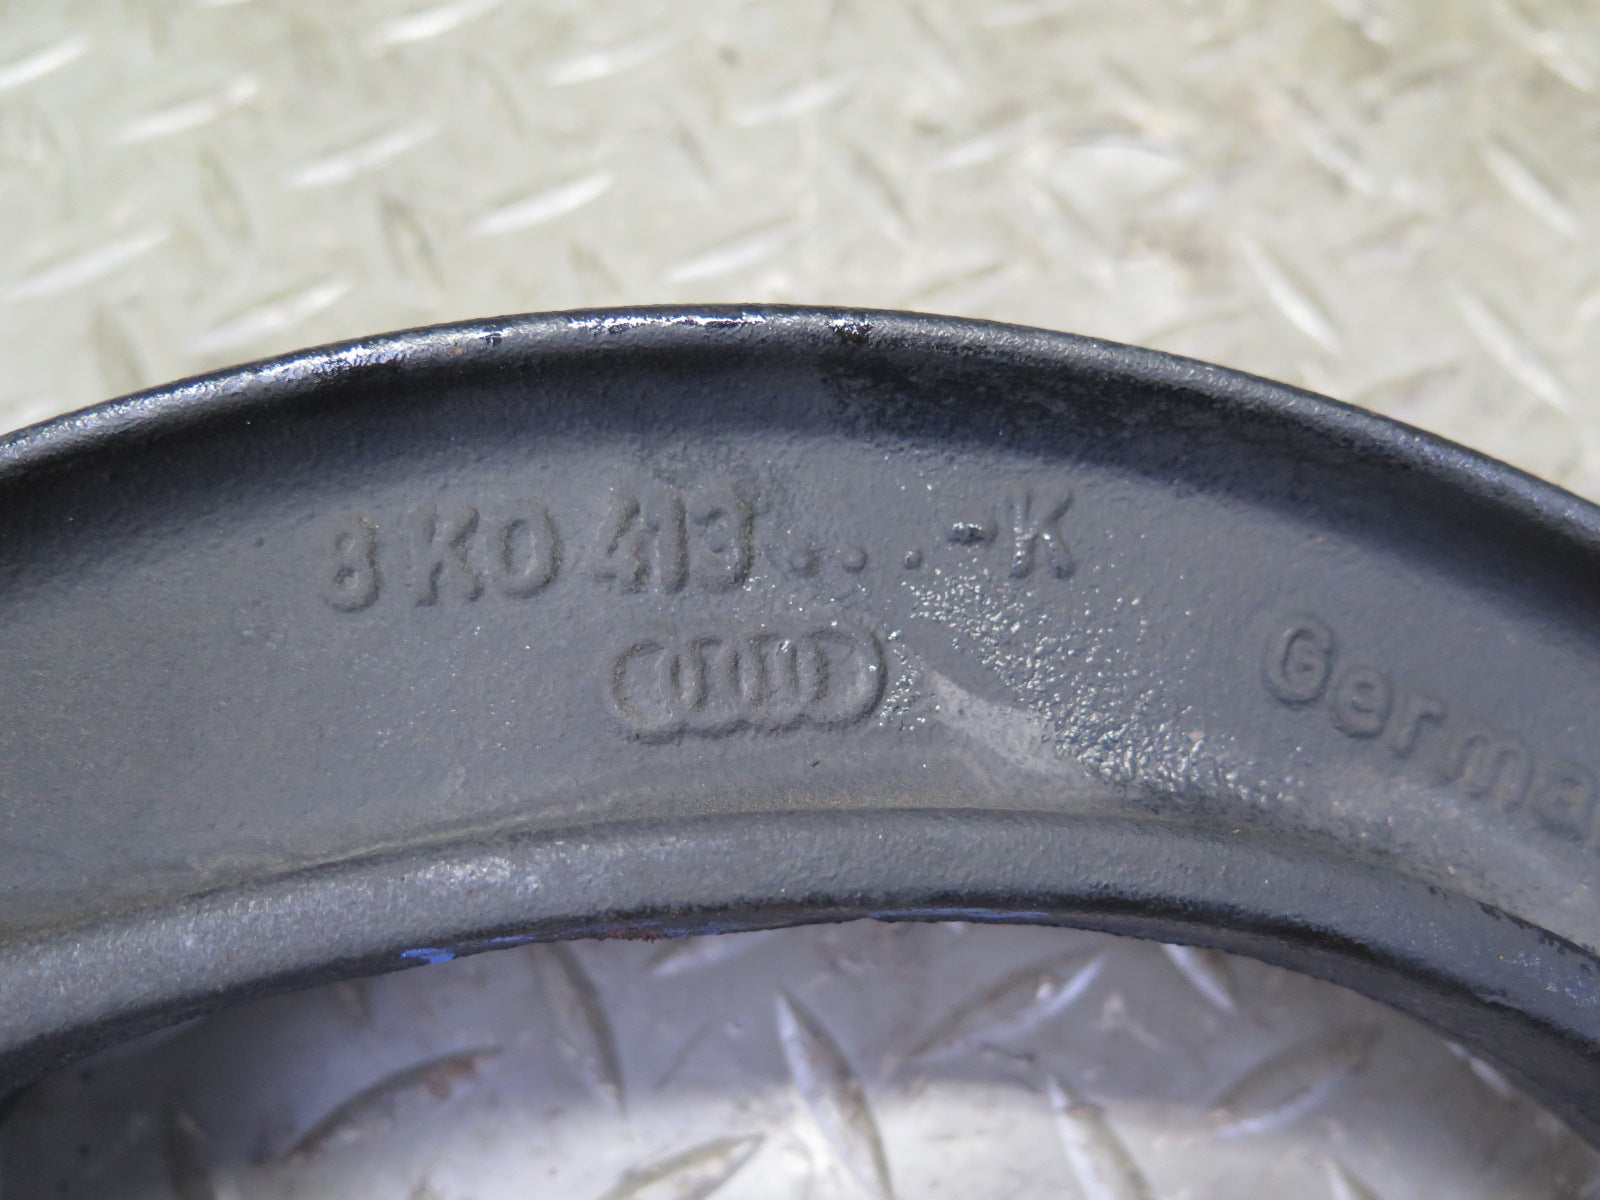 8K0 413 ....-K
Germa